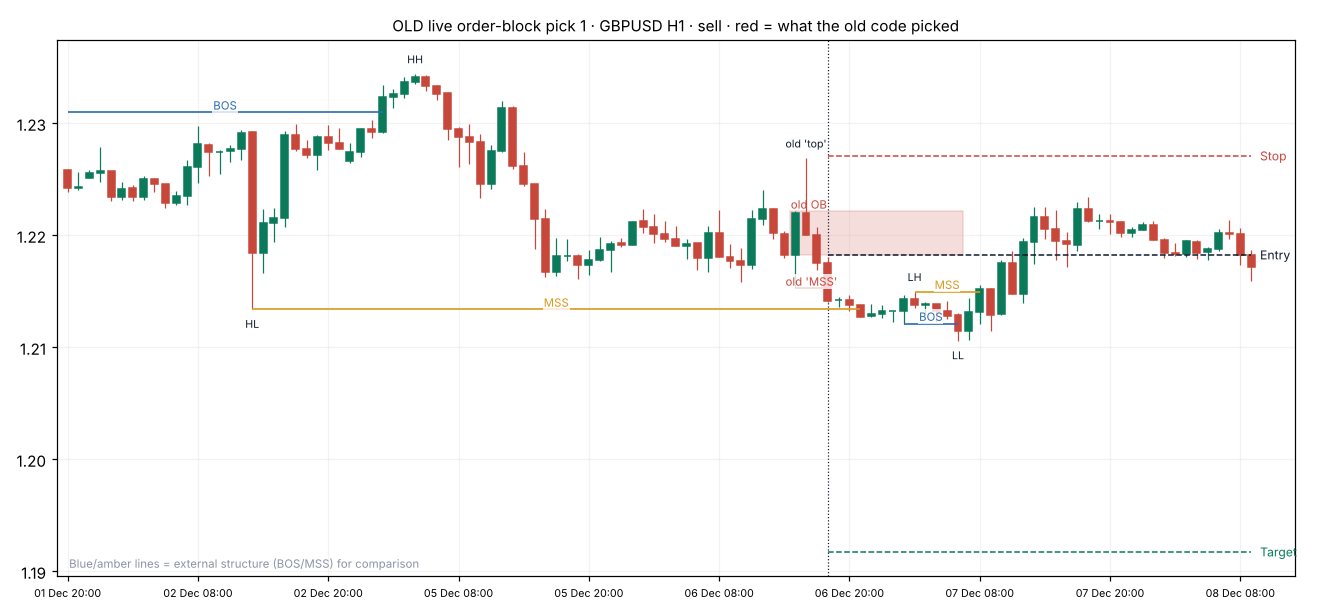 OLD live order-block pick 1 · GBPUSD H1 · sell · red = what the old code picked
HH
BOS
1.23
old 'top'
Stop
old OB
1.22
Entry
LH
old 'MSS'
MSS
MSS
BOS
HL
1.21
LL
1.20
Target
Blue/amber lines = external structure (BOS/MSS) for comparison
1.19
01 Dec 20:00 02 Dec 08:00 02 Dec 20:00 05 Dec 08:00 05 Dec 20:00 06 Dec 08:00 06 Dec 20:00 07 Dec 08:00 07 Dec 20:00 08 Dec 08:00